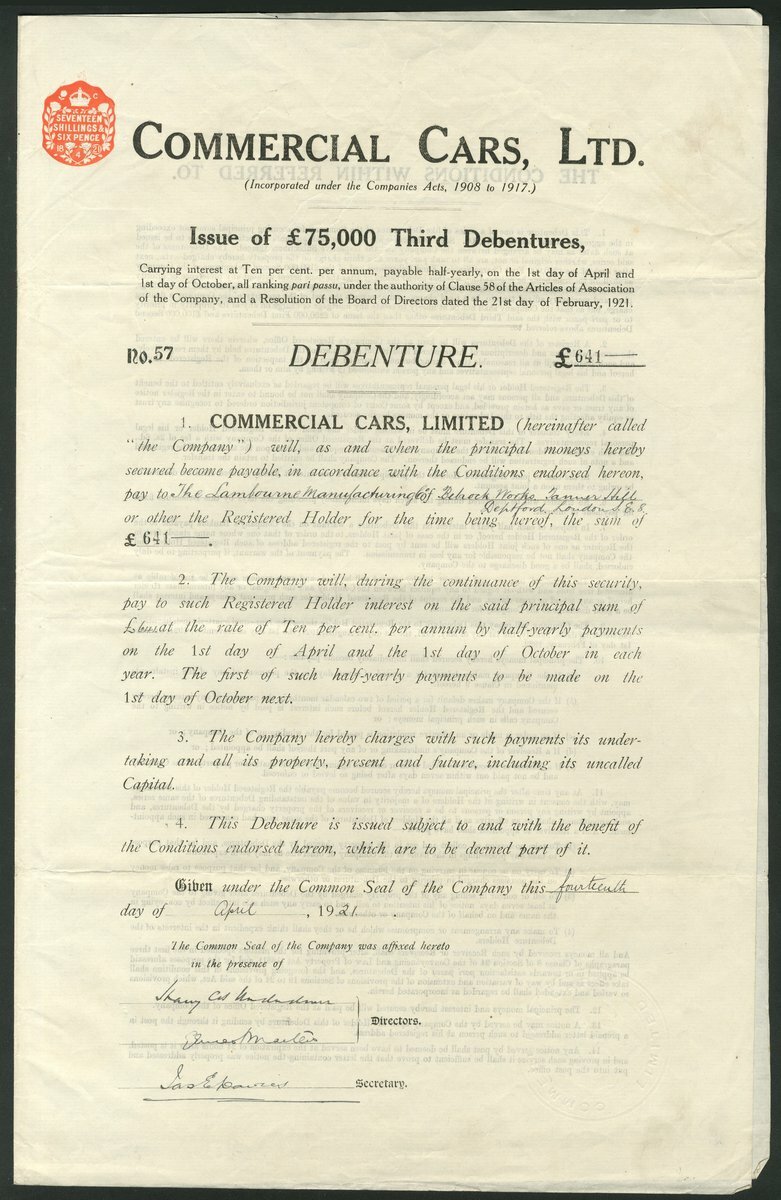 SEVENTEEN
SHILLINGS &
SIX PENCE
18 4 21
COMMERCIAL CARS, LTD.
(Incorporated under the Companies Acts, 1908 to 1917.)
Issue of £75,000 Third Debentures,
Carrying interest at Ten per cent. per annum, payable half-yearly, on the 1st day of April and
1st day of October, all ranking pari passu, under the authority of Clause 58 of the Articles of Association
of the Company, and a Resolution of the Board of Directors dated the 21st day of February, 1921.
No. 57 DEBENTURE. £641
1. COMMERCIAL CARS, LIMITED (hereinafter called
"the Company") will, as and when the principal moneys hereby
secured become payable, in accordance with the Conditions endorsed hereon,
pay to The Lambourne Manufacturing Co of Works Tanners Hill
Deptford, London S.E.8.
or other the Registered Holder for the time being hereof, the sum of
£641.
2. The Company will, during the continuance of this security,
pay to such Registered Holder interest on the said principal sum of
£641 at the rate of Ten per cent. per annum by half-yearly payments
on the 1st day of April and the 1st day of October in each
year. The first of such half-yearly payments to be made on the
1st day of October next.
3. The Company hereby charges with such payments its under-
taking and all its property, present and future, including its uncalled
Capital.
4. This Debenture is issued subject to and with the benefit of
the Conditions endorsed hereon, which are to be deemed part of it.
Given under the Common Seal of the Company this fourteenth
day of April, 1921.
The Common Seal of the Company was affixed hereto
in the presence of
Directors.
Secretary.